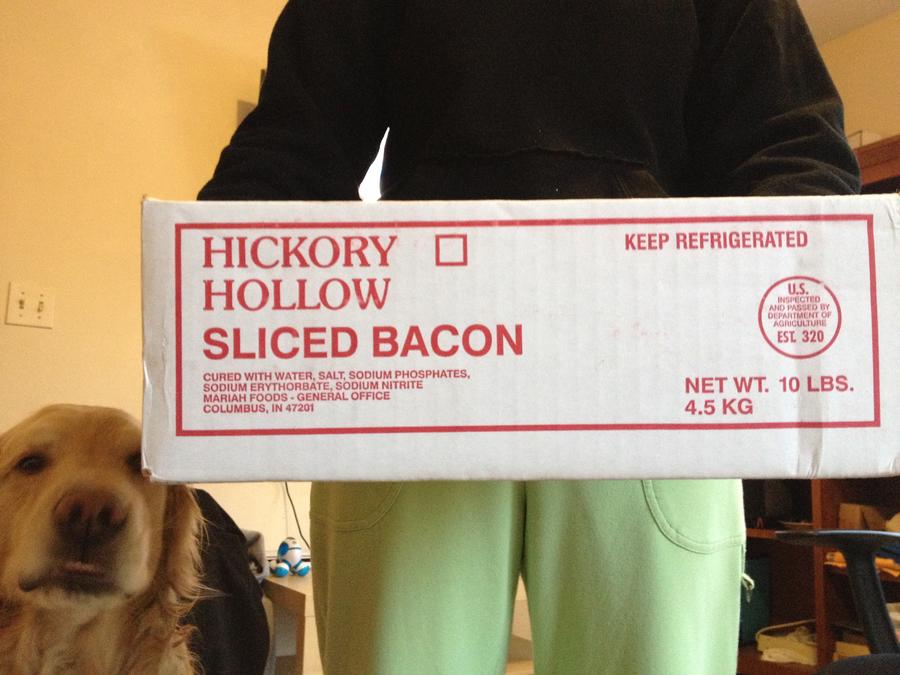 HICKORY
HOLLOW
SLICED BACON
CURED WITH WATER, SALT, SODIUM PHOSPHATES,
SODIUM ERYTHORBATE, SODIUM NITRITE
MARIAH FOODS - GENERAL OFFICE
COLUMBUS, IN 47201
KEEP REFRIGERATED
U.S.
INSPECTED
AND PASSED BY
DEPARTMENT OF
AGRICULTURE
EST. 320
NET WT. 10 LBS.
4.5 KG